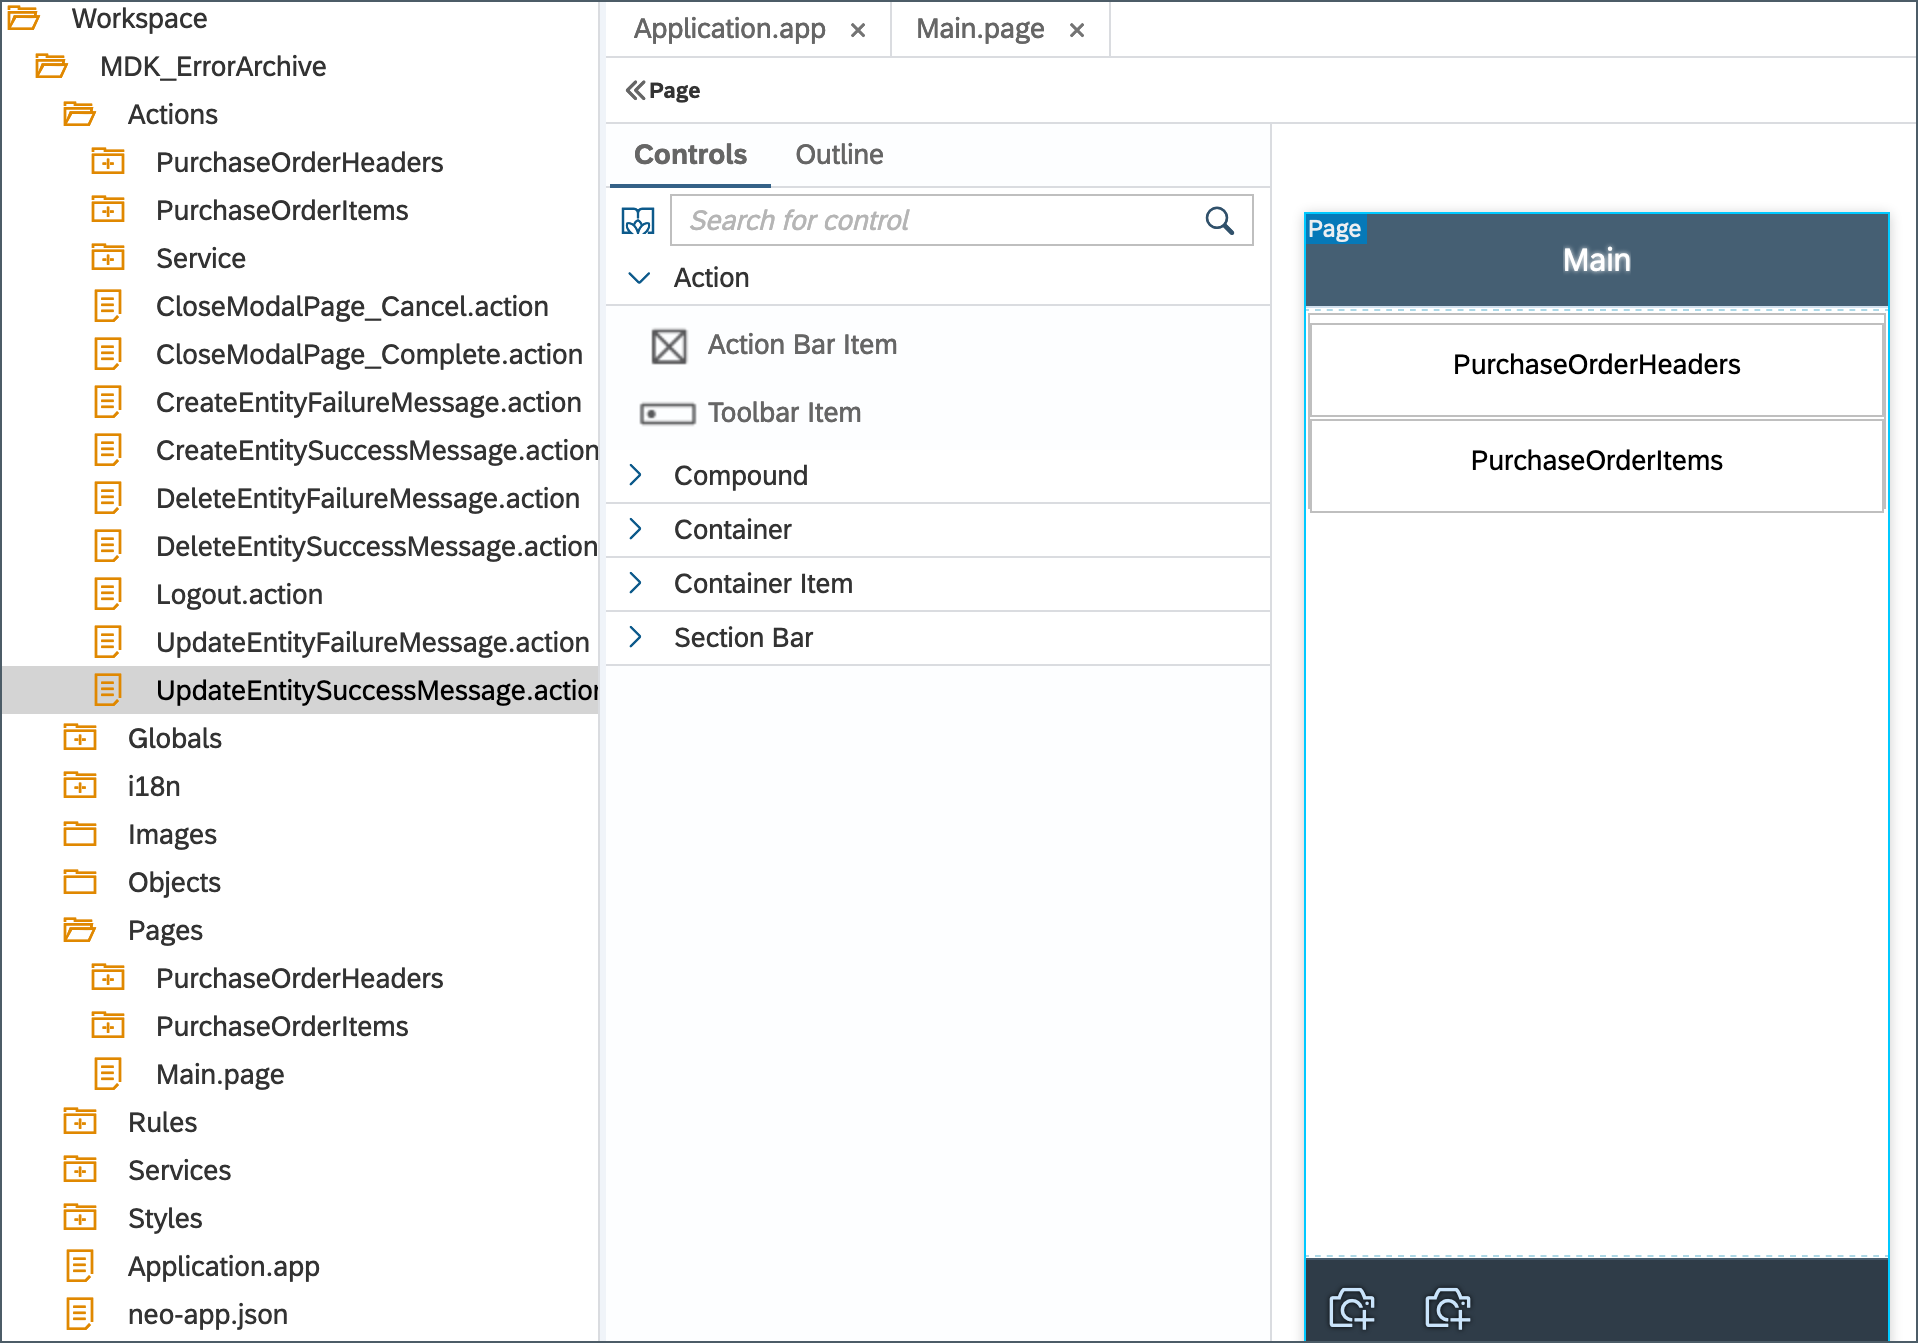 Workspace
MDK_ErrorArchive
Actions
PurchaseOrderHeaders
PurchaseOrderItems
Service
CloseModalPage_Cancel.action
CloseModalPage_Complete.action
CreateEntityFailureMessage.action
CreateEntitySuccessMessage.action
DeleteEntityFailureMessage.action
DeleteEntitySuccessMessage.action
Logout.action
UpdateEntityFailureMessage.action
UpdateEntitySuccessMessage.action
Globals
i18n
Images
Objects
Pages
PurchaseOrderHeaders
PurchaseOrderItems
Main.page
Rules
Services
Styles
Application.app
neo-app.json
Application.app × Main.page ×
Page
Controls Outline
Search for control
Action
Action Bar Item
Toolbar Item
Compound
Container
Container Item
Section Bar
Page
Main
PurchaseOrderHeaders
PurchaseOrderItems